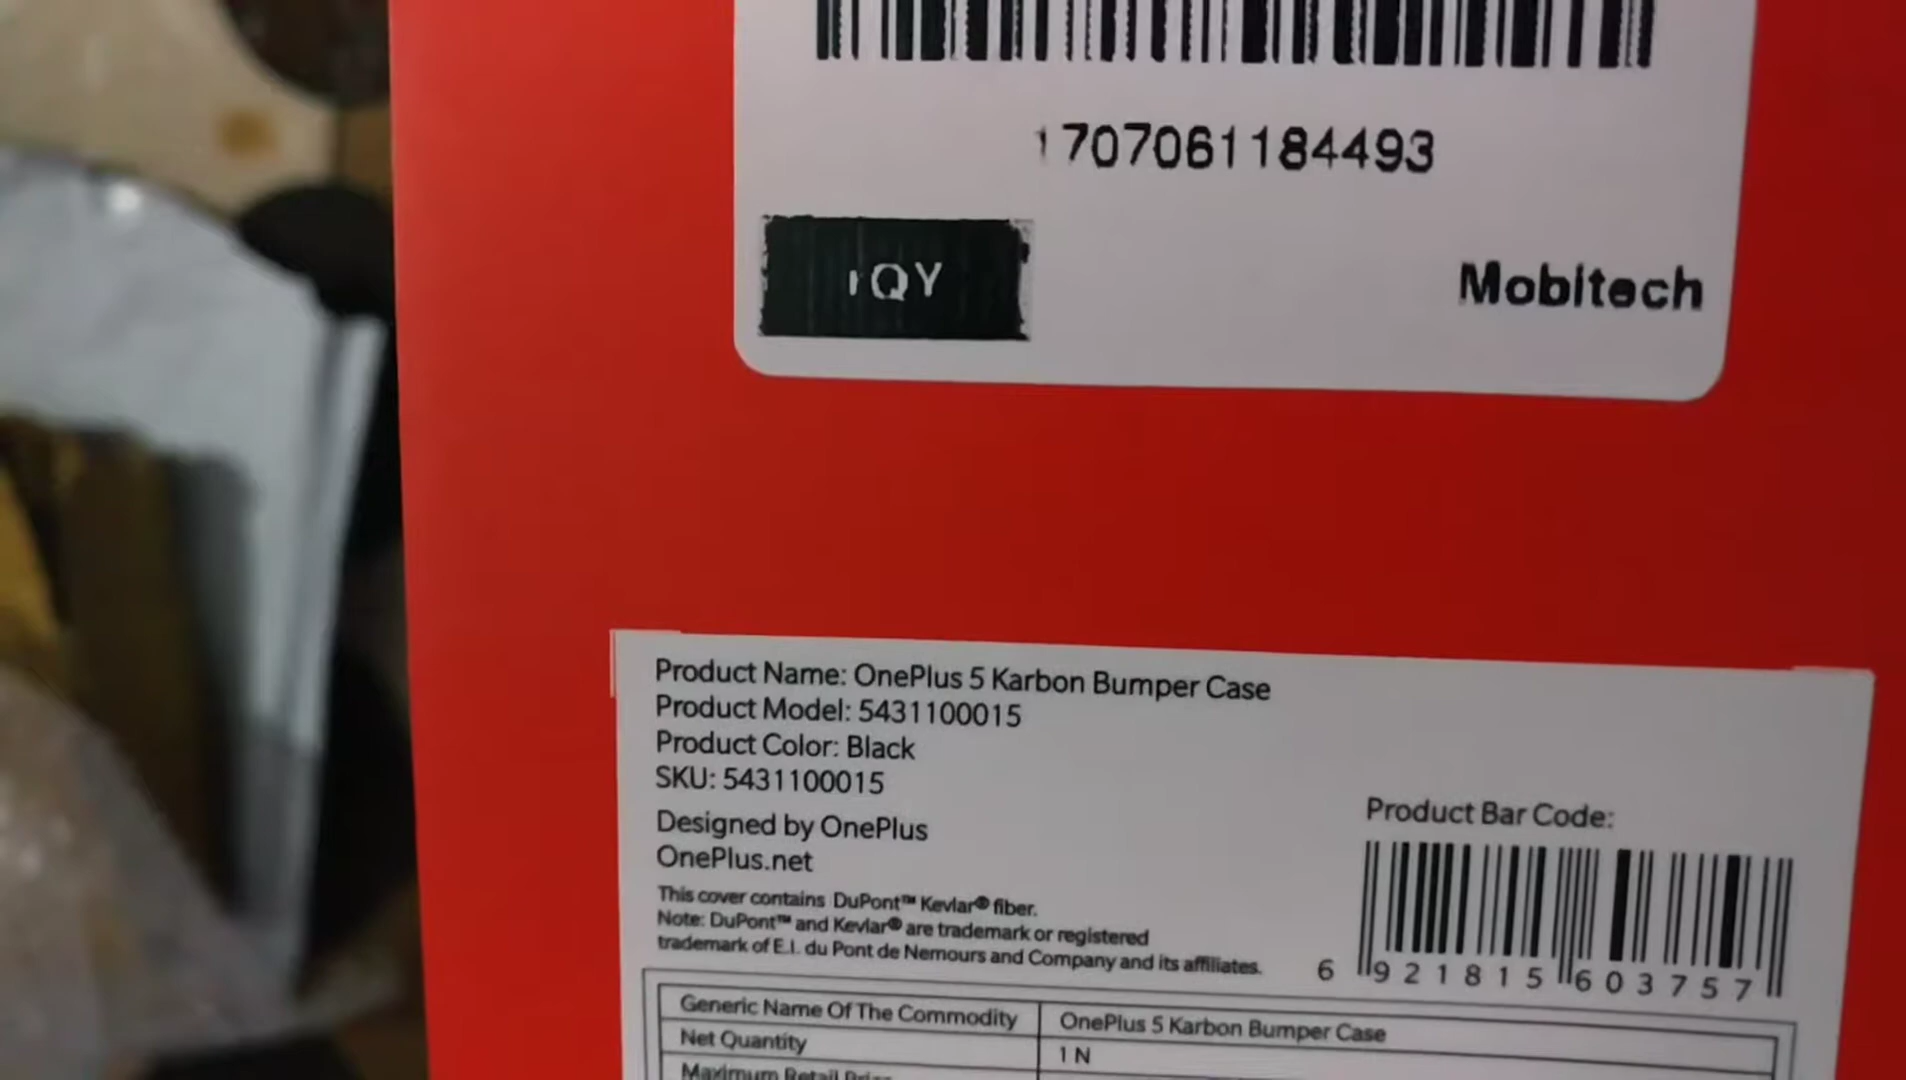 1707061184493
1QY
Mobitech
Product Name: OnePlus 5 Karbon Bumper Case
Product Model: 5431100015
Product Color: Black
SKU: 5431100015
Designed by OnePlus
OnePlus.net
This cover contains DuPont™ Kevlar® fiber.
Note: DuPont™ and Kevlar® are trademark or registered
trademark of E.I. du Pont de Nemours and Company and its affiliates.
Product Bar Code:
6 921815 603757
Generic Name Of The Commodity OnePlus 5 Karbon Bumper Case
Net Quantity 1 N
Maximum Retail Price